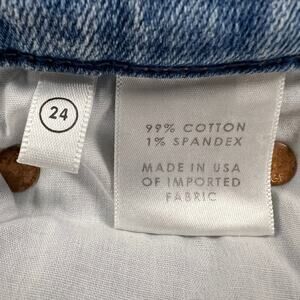 24
99% COTTON
1% SPANDEX
MADE IN USA
OF IMPORTED
FABRIC